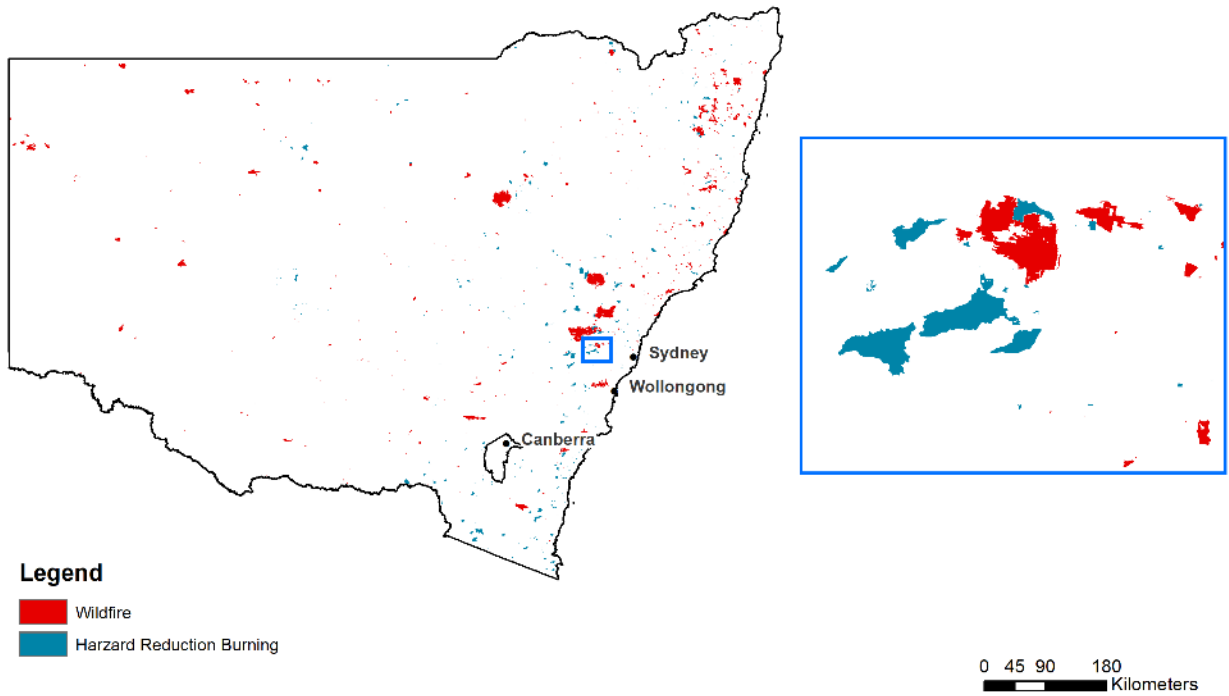 Sydney
Wollongong
Canberra
Legend
Wildfire
Harzard Reduction Burning
0 45 90 180
Kilometers